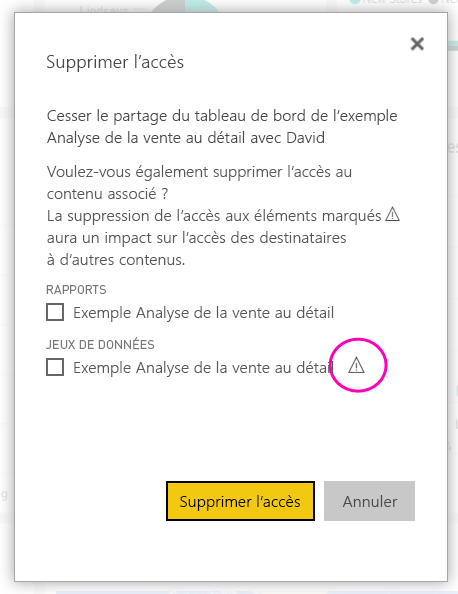 Lindseys
New Stores
Supprimer l'accès
Cesser le partage du tableau de bord de l'exemple
Analyse de la vente au détail avec David
Voulez-vous également supprimer l'accès au
contenu associé ?
La suppression de l'accès aux éléments marqués ⚠
aura un impact sur l'accès des destinataires
à d'autres contenus.
RAPPORTS
Exemple Analyse de la vente au détail
JEUX DE DONNÉES
Exemple Analyse de la vente au détail ⚠
Supprimer l'accès
Annuler